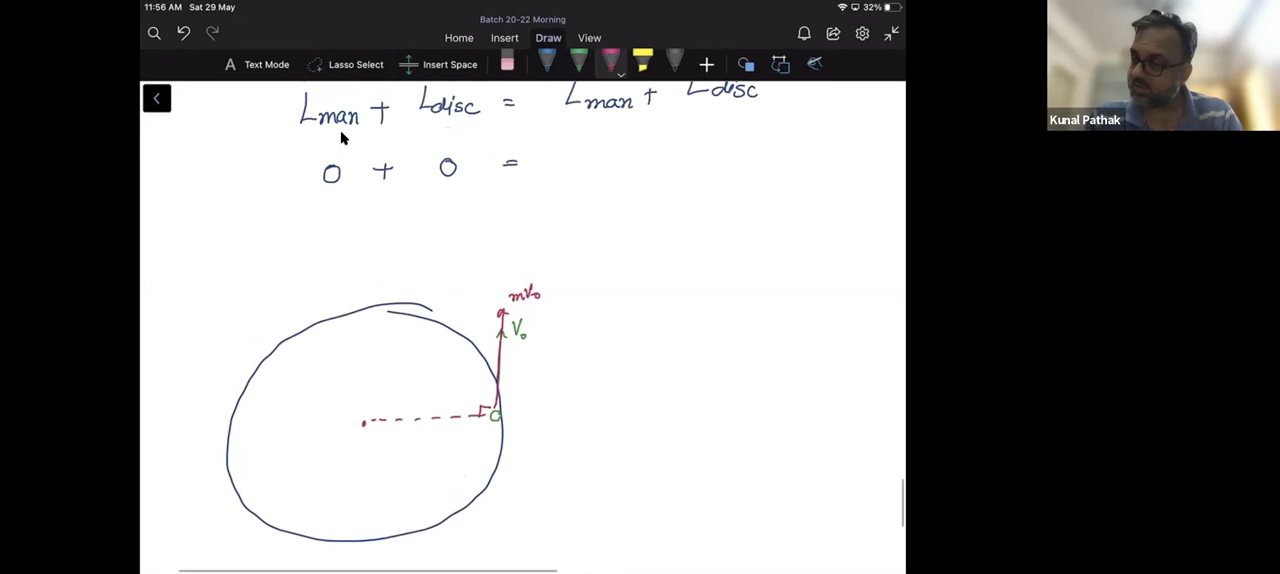 11:56 AM Sat 29 May
32%
Batch 20-22 Morning
Home Insert Draw View
A Text Mode Lasso Select Insert Space
Kunal Pathak
Lman + Ldisc = Lman + Ldisc
0 + 0 =
mV₀
V₀